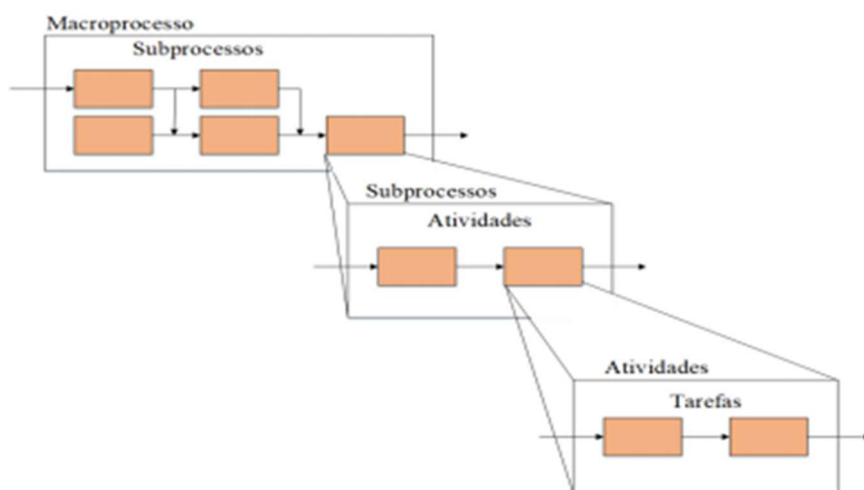 Macroprocesso
Subprocessos
Subprocessos
Atividades
Atividades
Tarefas